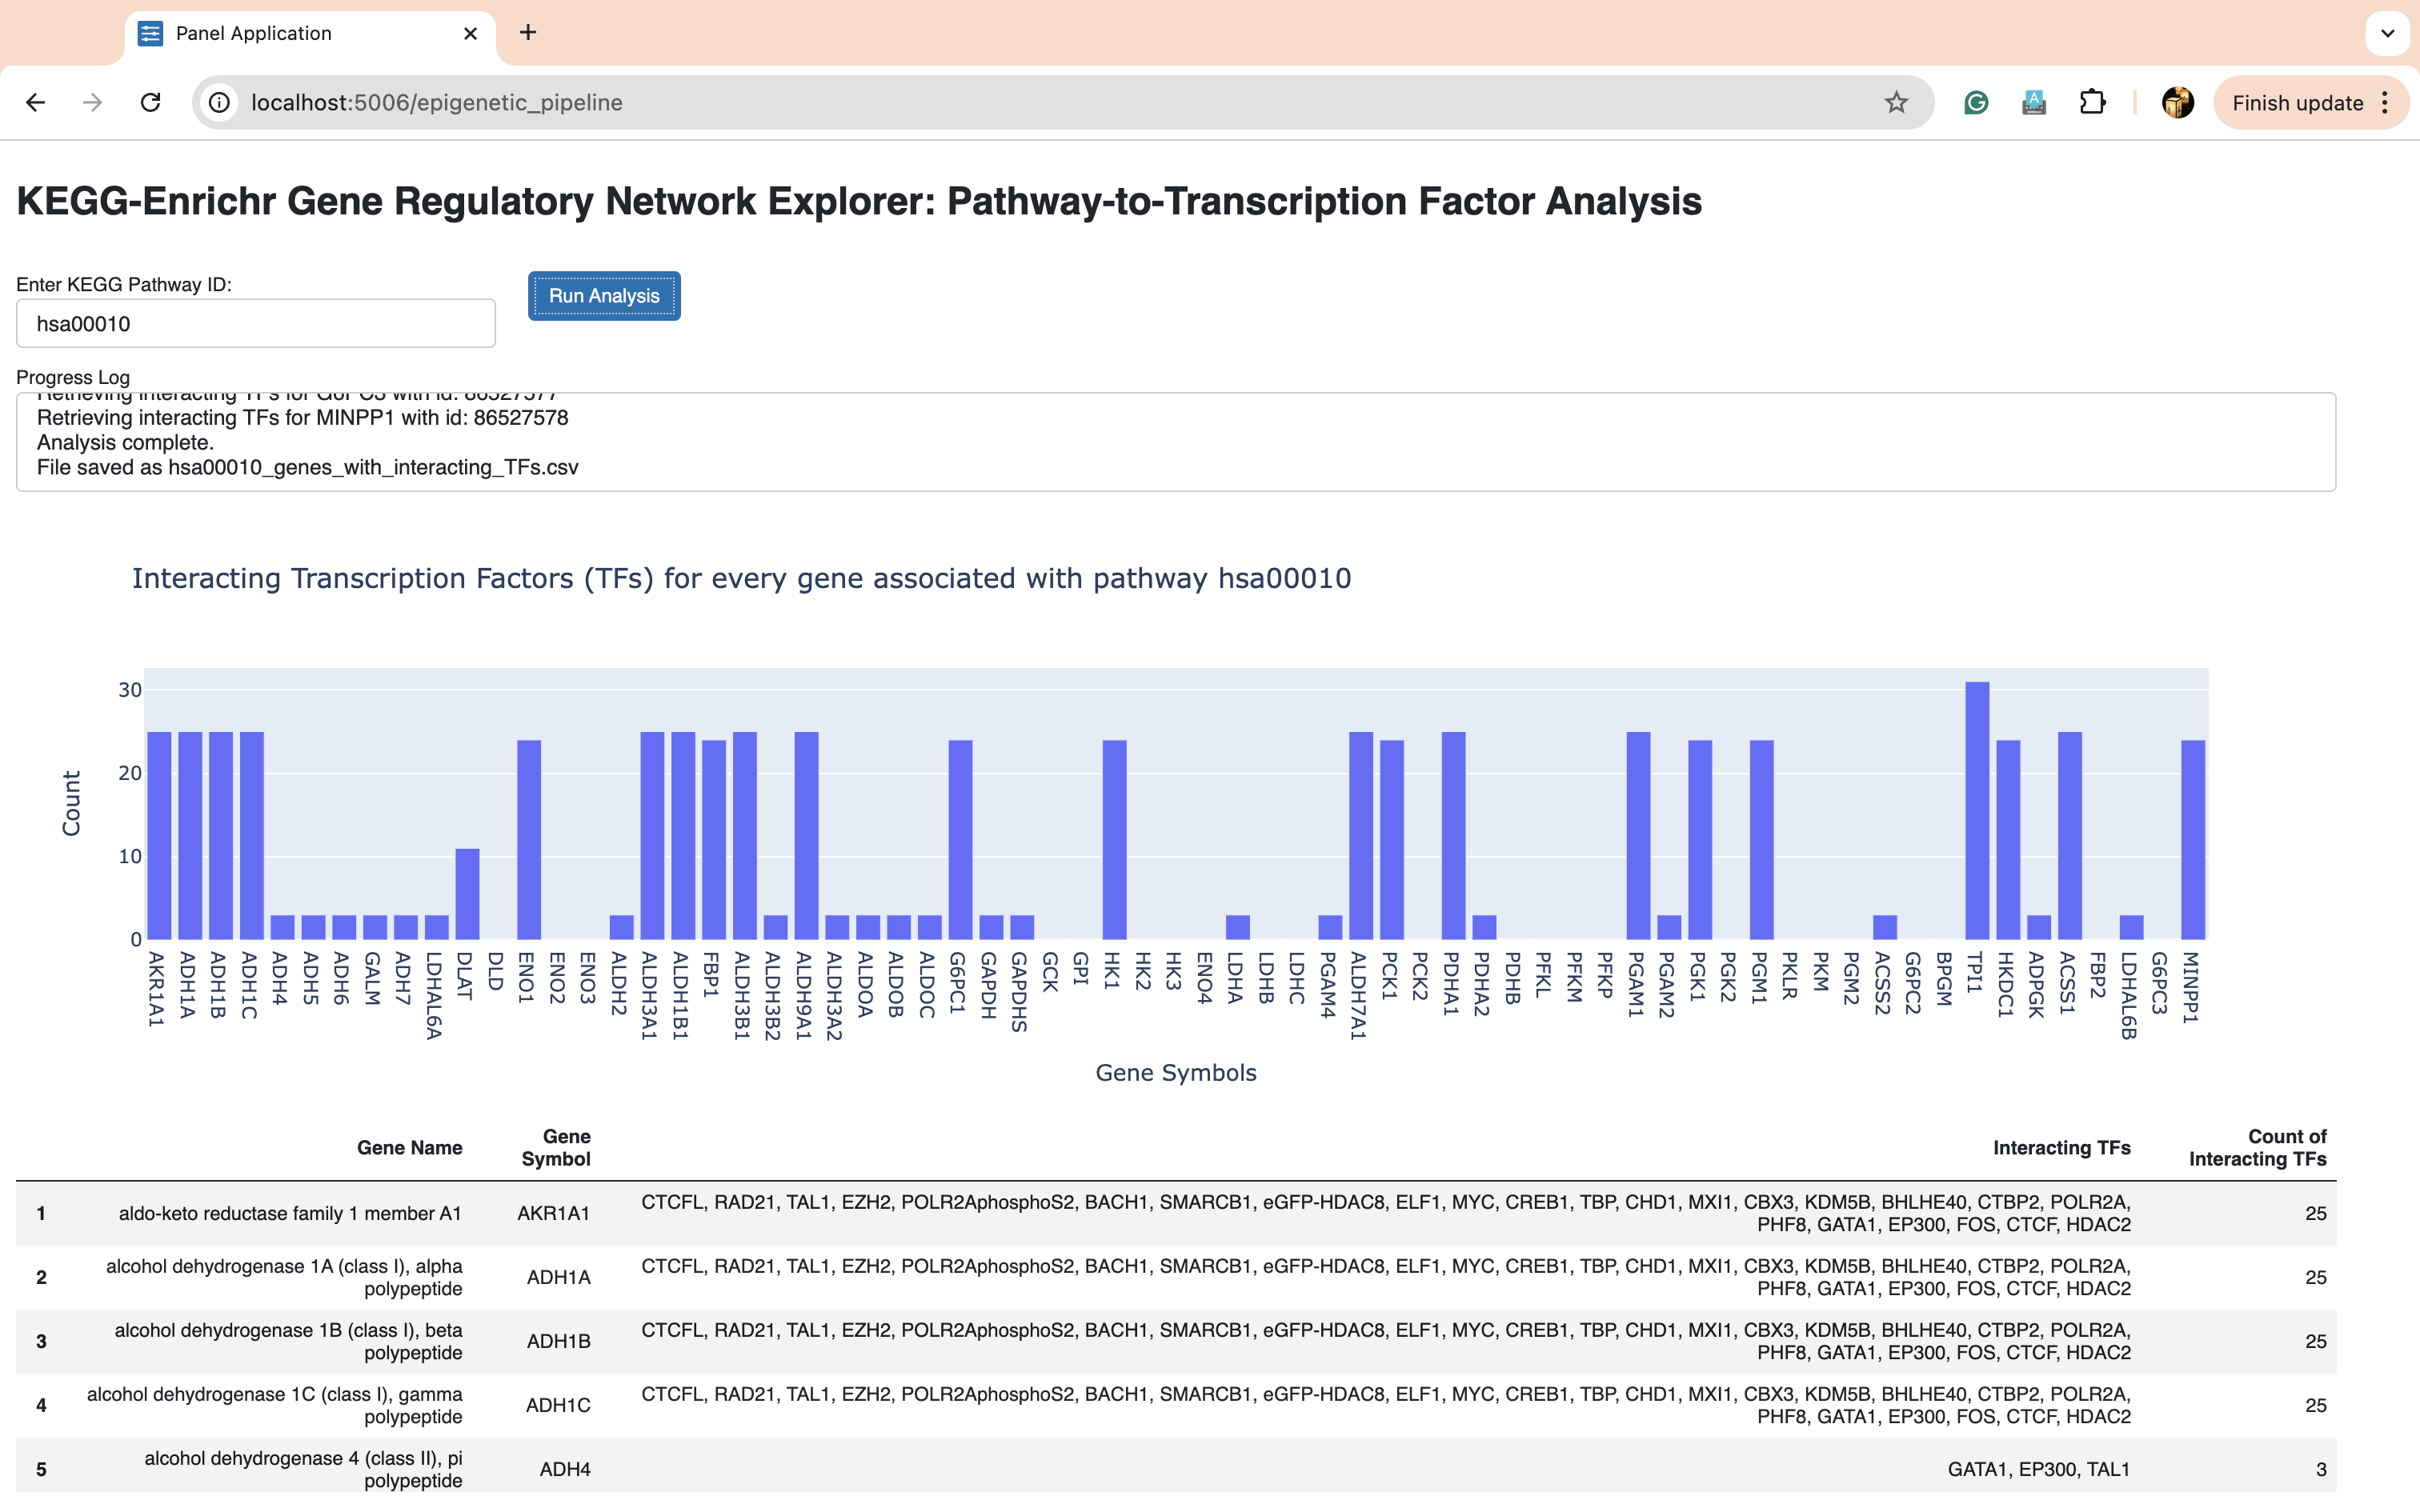 Panel Application
localhost:5006/epigenetic_pipeline
Finish update
KEGG-Enrichr Gene Regulatory Network Explorer: Pathway-to-Transcription Factor Analysis
Enter KEGG Pathway ID:
Run Analysis
hsa00010
Progress Log
Retrieving interacting TFs for G6PC3 with id: 86527577
Retrieving interacting TFs for MINPP1 with id: 86527578
Analysis complete.
File saved as hsa00010_genes_with_interacting_TFs.csv
Interacting Transcription Factors (TFs) for every gene associated with pathway hsa00010
Count
30
20
10
0
AKR1A1
ADH1A
ADH1B
ADH1C
ADH4
ADH5
ADH6
GALM
ADH7
LDHAL6A
DLAT
DLD
ENO1
ENO2
ENO3
ALDH2
ALDH3A1
ALDH1B1
FBP1
ALDH3B1
ALDH3B2
ALDH9A1
ALDH3A2
ALDOA
ALDOB
ALDOC
G6PC1
GAPDH
GAPDHS
GCK
GPI
HK1
HK2
HK3
ENO4
LDHA
LDHB
LDHC
PGAM4
ALDH7A1
PCK1
PCK2
PDHA1
PDHA2
PDHB
PFKL
PFKM
PFKP
PGAM1
PGAM2
PGK1
PGK2
PGM1
PKLR
PKM
PGM2
ACSS2
G6PC2
BPGM
TPI1
HKDC1
ADPGK
ACSS1
FBP2
LDHAL6B
G6PC3
MINPP1
Gene Symbols
Gene Name
Gene
Symbol
Interacting TFs
Count of
Interacting TFs
1
aldo-keto reductase family 1 member A1
AKR1A1
CTCFL, RAD21, TAL1, EZH2, POLR2AphosphoS2, BACH1, SMARCB1, eGFP-HDAC8, ELF1, MYC, CREB1, TBP, CHD1, MXI1, CBX3, KDM5B, BHLHE40, CTBP2, POLR2A,
PHF8, GATA1, EP300, FOS, CTCF, HDAC2
25
2
alcohol dehydrogenase 1A (class I), alpha
polypeptide
ADH1A
CTCFL, RAD21, TAL1, EZH2, POLR2AphosphoS2, BACH1, SMARCB1, eGFP-HDAC8, ELF1, MYC, CREB1, TBP, CHD1, MXI1, CBX3, KDM5B, BHLHE40, CTBP2, POLR2A,
PHF8, GATA1, EP300, FOS, CTCF, HDAC2
25
3
alcohol dehydrogenase 1B (class I), beta
polypeptide
ADH1B
CTCFL, RAD21, TAL1, EZH2, POLR2AphosphoS2, BACH1, SMARCB1, eGFP-HDAC8, ELF1, MYC, CREB1, TBP, CHD1, MXI1, CBX3, KDM5B, BHLHE40, CTBP2, POLR2A,
PHF8, GATA1, EP300, FOS, CTCF, HDAC2
25
4
alcohol dehydrogenase 1C (class I), gamma
polypeptide
ADH1C
CTCFL, RAD21, TAL1, EZH2, POLR2AphosphoS2, BACH1, SMARCB1, eGFP-HDAC8, ELF1, MYC, CREB1, TBP, CHD1, MXI1, CBX3, KDM5B, BHLHE40, CTBP2, POLR2A,
PHF8, GATA1, EP300, FOS, CTCF, HDAC2
25
5
alcohol dehydrogenase 4 (class II), pi
polypeptide
ADH4
GATA1, EP300, TAL1
3